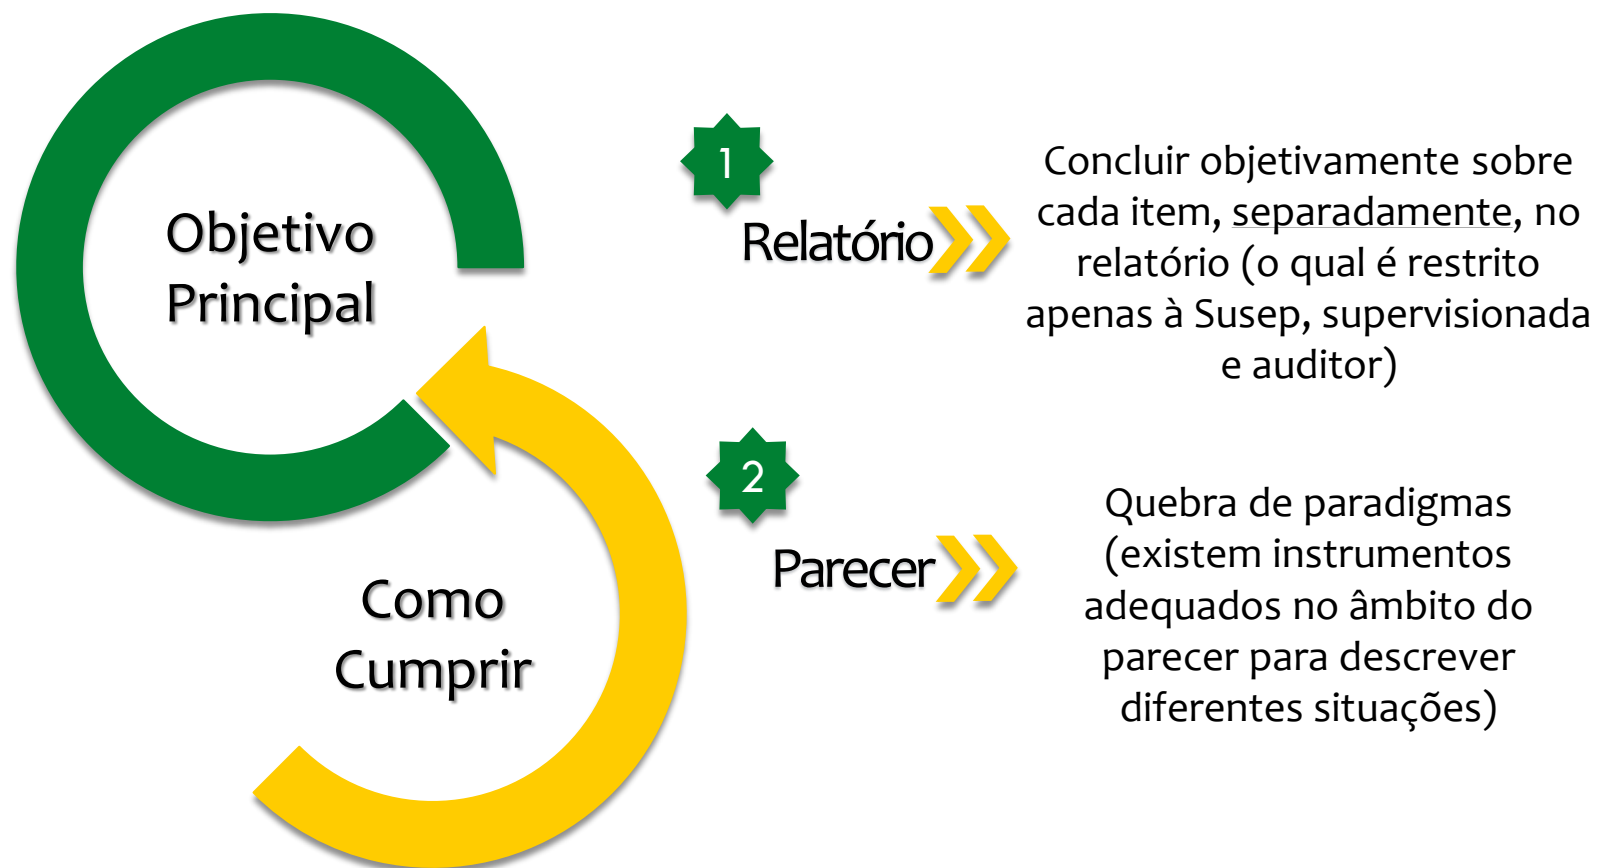 Objetivo
Principal
Como
Cumprir
1
Relatório
Concluir objetivamente sobre
cada item, separadamente, no
relatório (o qual é restrito
apenas à Susep, supervisionada
e auditor)
2
Parecer
Quebra de paradigmas
(existem instrumentos
adequados no âmbito do
parecer para descrever
diferentes situações)